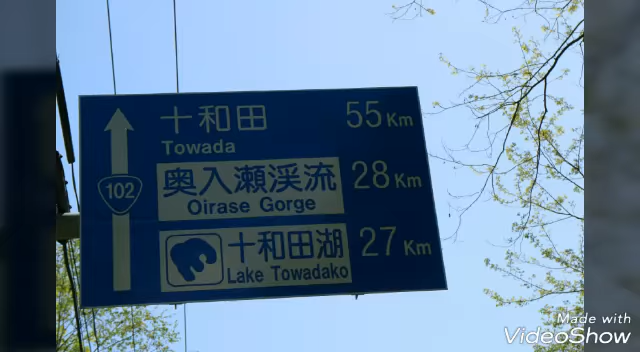 十和田 55Km
Towada
102
奥入瀬渓流 28Km
Oirase Gorge
十和田湖 27Km
Lake Towadako
Made with
VideoShow